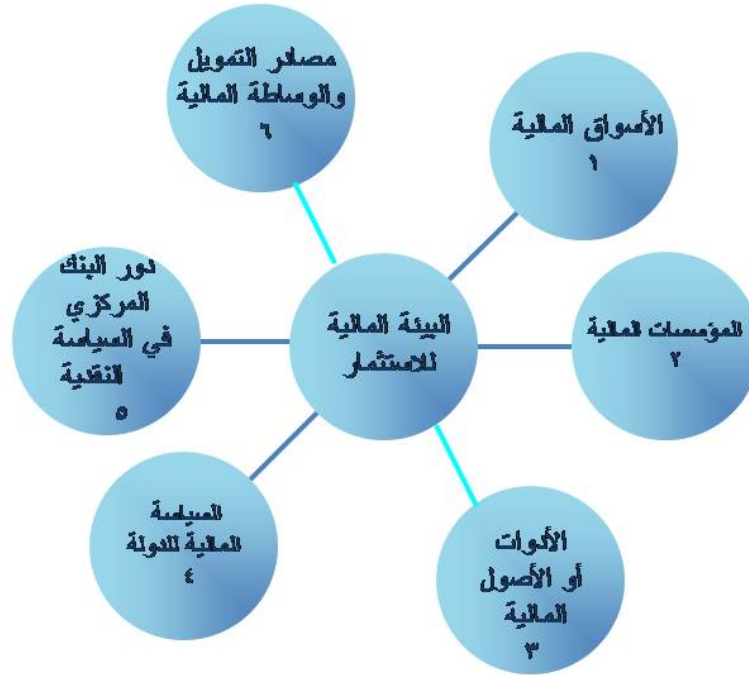 البيئة المالية
للاستثمار
الأسواق المالية
١
المؤسسات المالية
٢
الأدوات
أو الأصول
المالية
٣
السياسة
المالية للدولة
٤
دور البنك
المركزي
في السياسة
النقدية
٥
مصادر التمويل
والوساطة المالية
٦